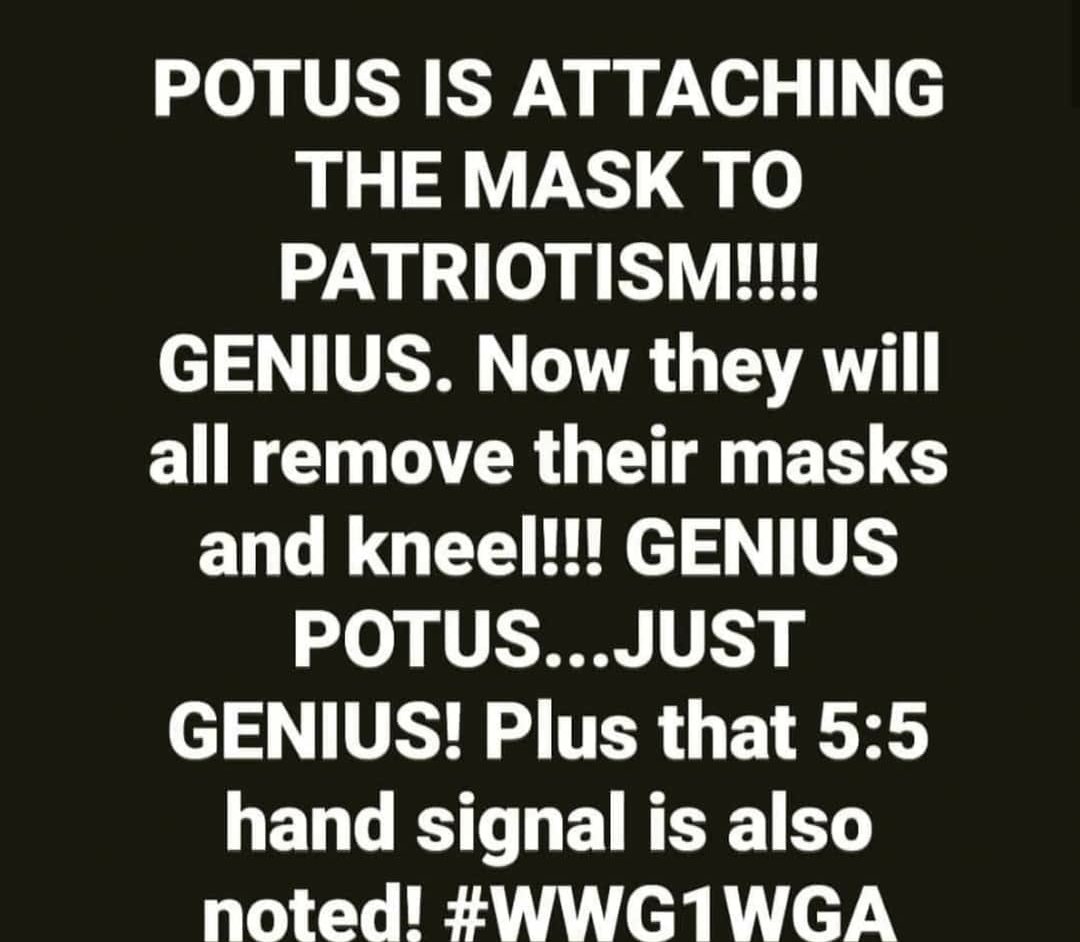 POTUS IS ATTACHING
THE MASK TO
PATRIOTISM!!!!
GENIUS. Now they will
all remove their masks
and kneel!!! GENIUS
POTUS...JUST
GENIUS! Plus that 5:5
hand signal is also
noted! #WWG1WGA